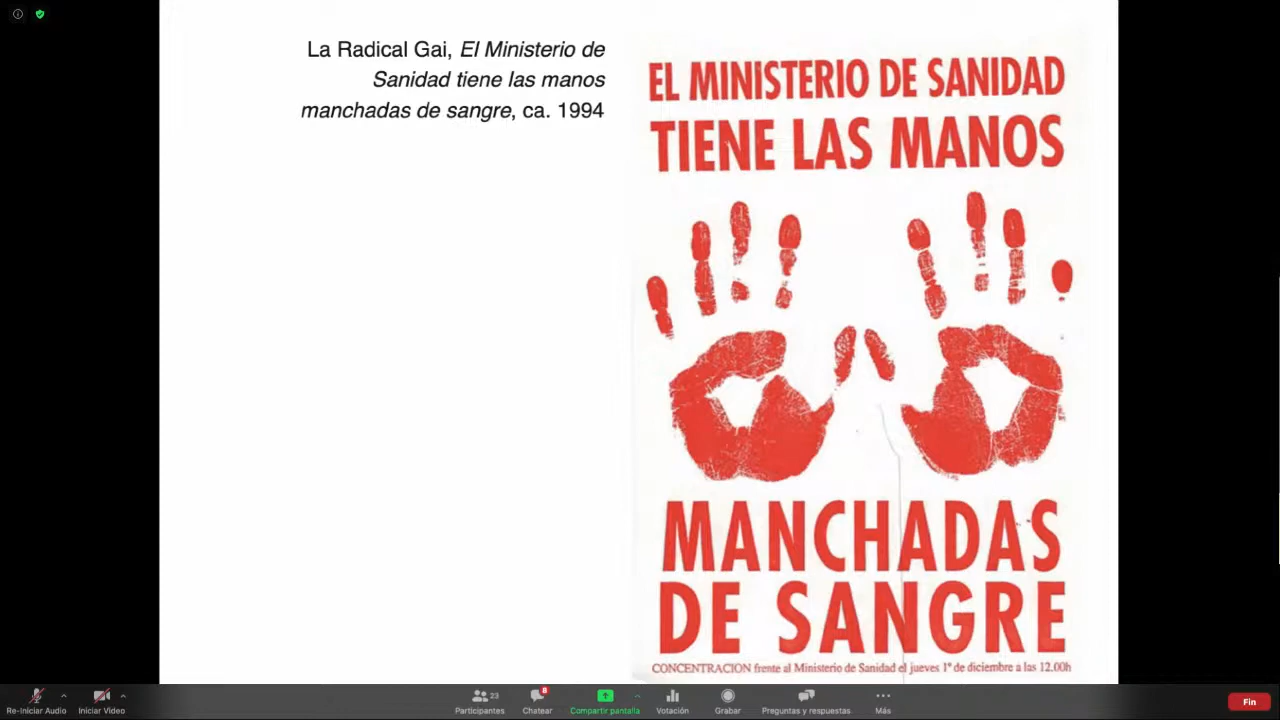 La Radical Gai, El Ministerio de
Sanidad tiene las manos
manchadas de sangre, ca. 1994
EL MINISTERIO DE SANIDAD
TIENE LAS MANOS
MANCHADAS
DE SANGRE
CONCENTRACION frente al Ministerio de Sanidad el jueves 1º de diciembre a las 12.00h
Re-iniciar Audio
Iniciar Video
23
Participantes
8
Chatear
Compartir pantalla
Votación
Grabar
Preguntas y respuestas
Más
Fin